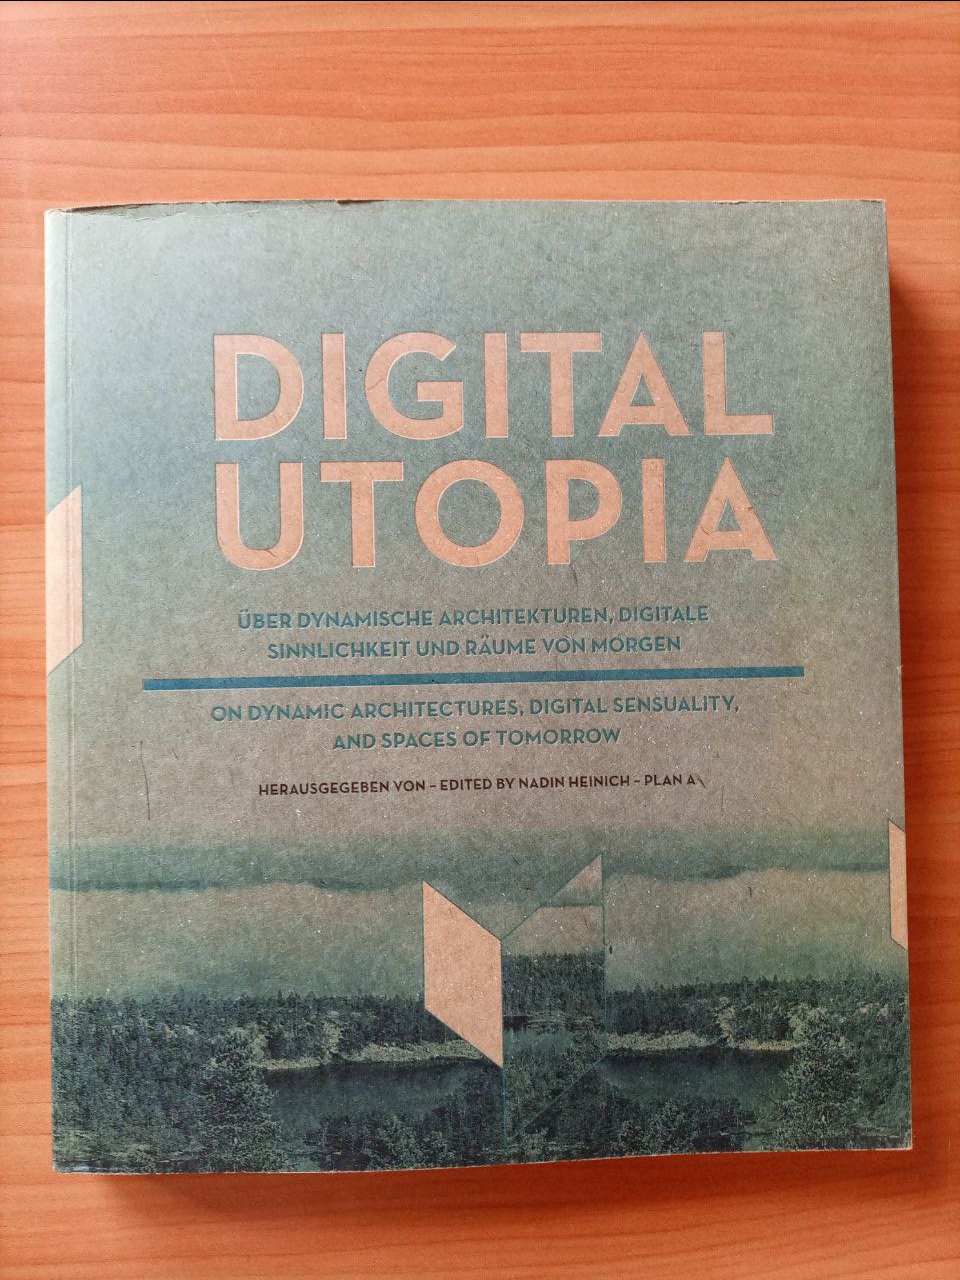 DIGITAL
UTOPIA
ÜBER DYNAMISCHE ARCHITEKTUREN, DIGITALE
SINNLICHKEIT UND RÄUME VON MORGEN
ON DYNAMIC ARCHITECTURES, DIGITAL SENSUALITY,
AND SPACES OF TOMORROW
HERAUSGEGEBEN VON – EDITED BY NADIN HEINICH – PLAN A\